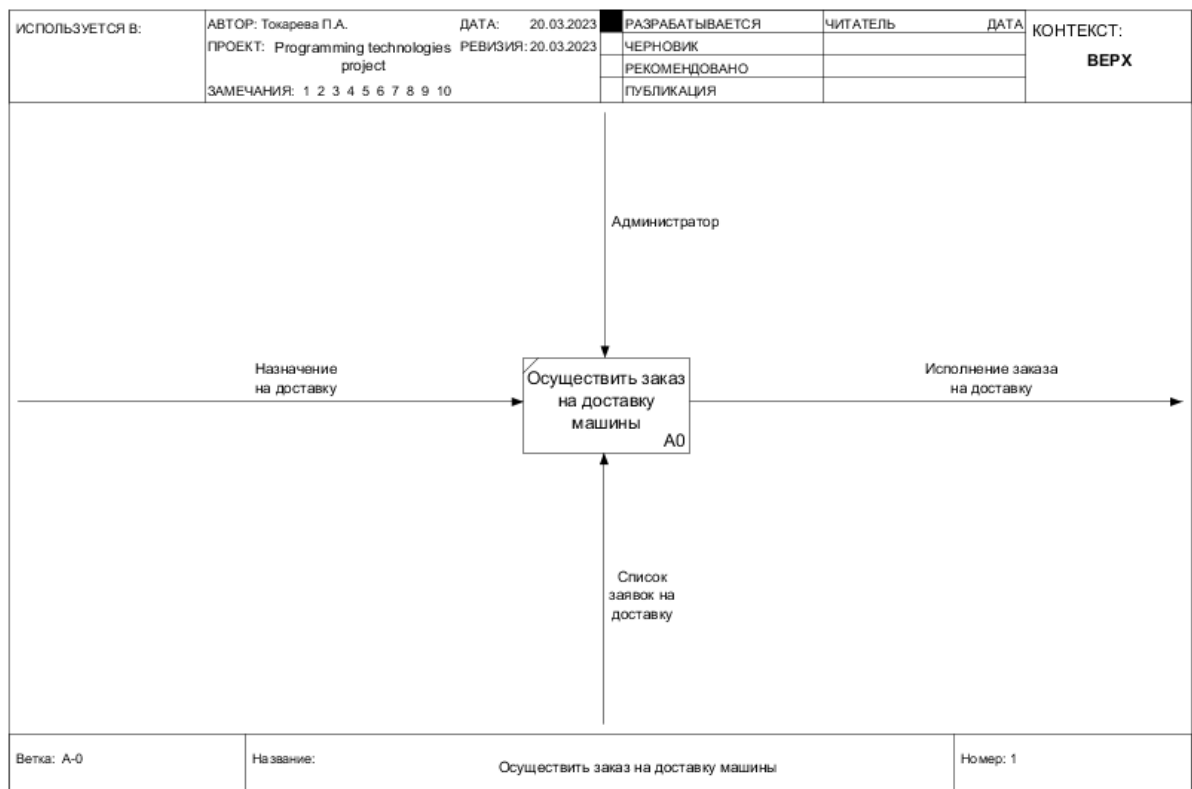 ИСПОЛЬЗУЕТСЯ В:
АВТОР: Токарева П.А. ДАТА: 20.03.2023
ПРОЕКТ: Programming technologies project РЕВИЗИЯ: 20.03.2023
ЗАМЕЧАНИЯ: 1 2 3 4 5 6 7 8 9 10
РАЗРАБАТЫВАЕТСЯ
ЧЕРНОВИК
РЕКОМЕНДОВАНО
ПУБЛИКАЦИЯ
ЧИТАТЕЛЬ ДАТА
КОНТЕКСТ:
ВЕРХ
Администратор
Назначение
на доставку
Осуществить заказ
на доставку
машины
A0
Исполнение заказа
на доставку
Список
заявок на
доставку
Ветка: A-0
Название:
Осуществить заказ на доставку машины
Номер: 1